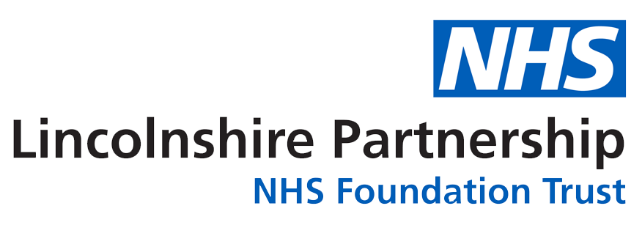 NHS
Lincolnshire Partnership
NHS Foundation Trust